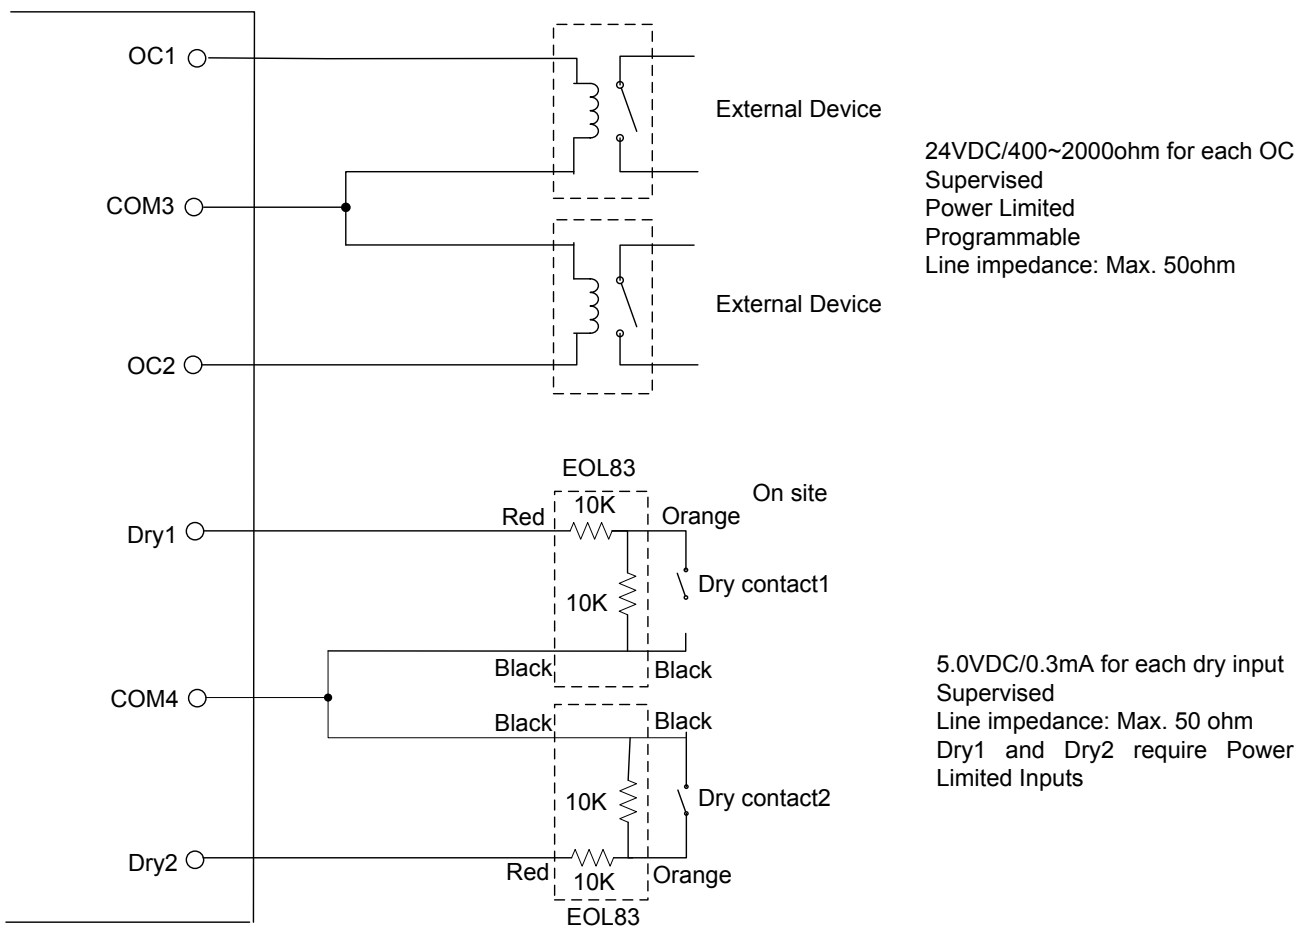 OC1
External Device
24VDC/400~2000ohm for each OC
Supervised
Power Limited
Programmable
Line impedance: Max. 50ohm
COM3
External Device
OC2
EOL83
On site
10K
Red
Orange
Dry1
10K
Dry contact1
Black
Black
COM4
5.0VDC/0.3mA for each dry input
Supervised
Line impedance: Max. 50 ohm
Dry1 and Dry2 require Power
Limited Inputs
Black
Black
10K
Dry contact2
Dry2
Red
10K
Orange
EOL83